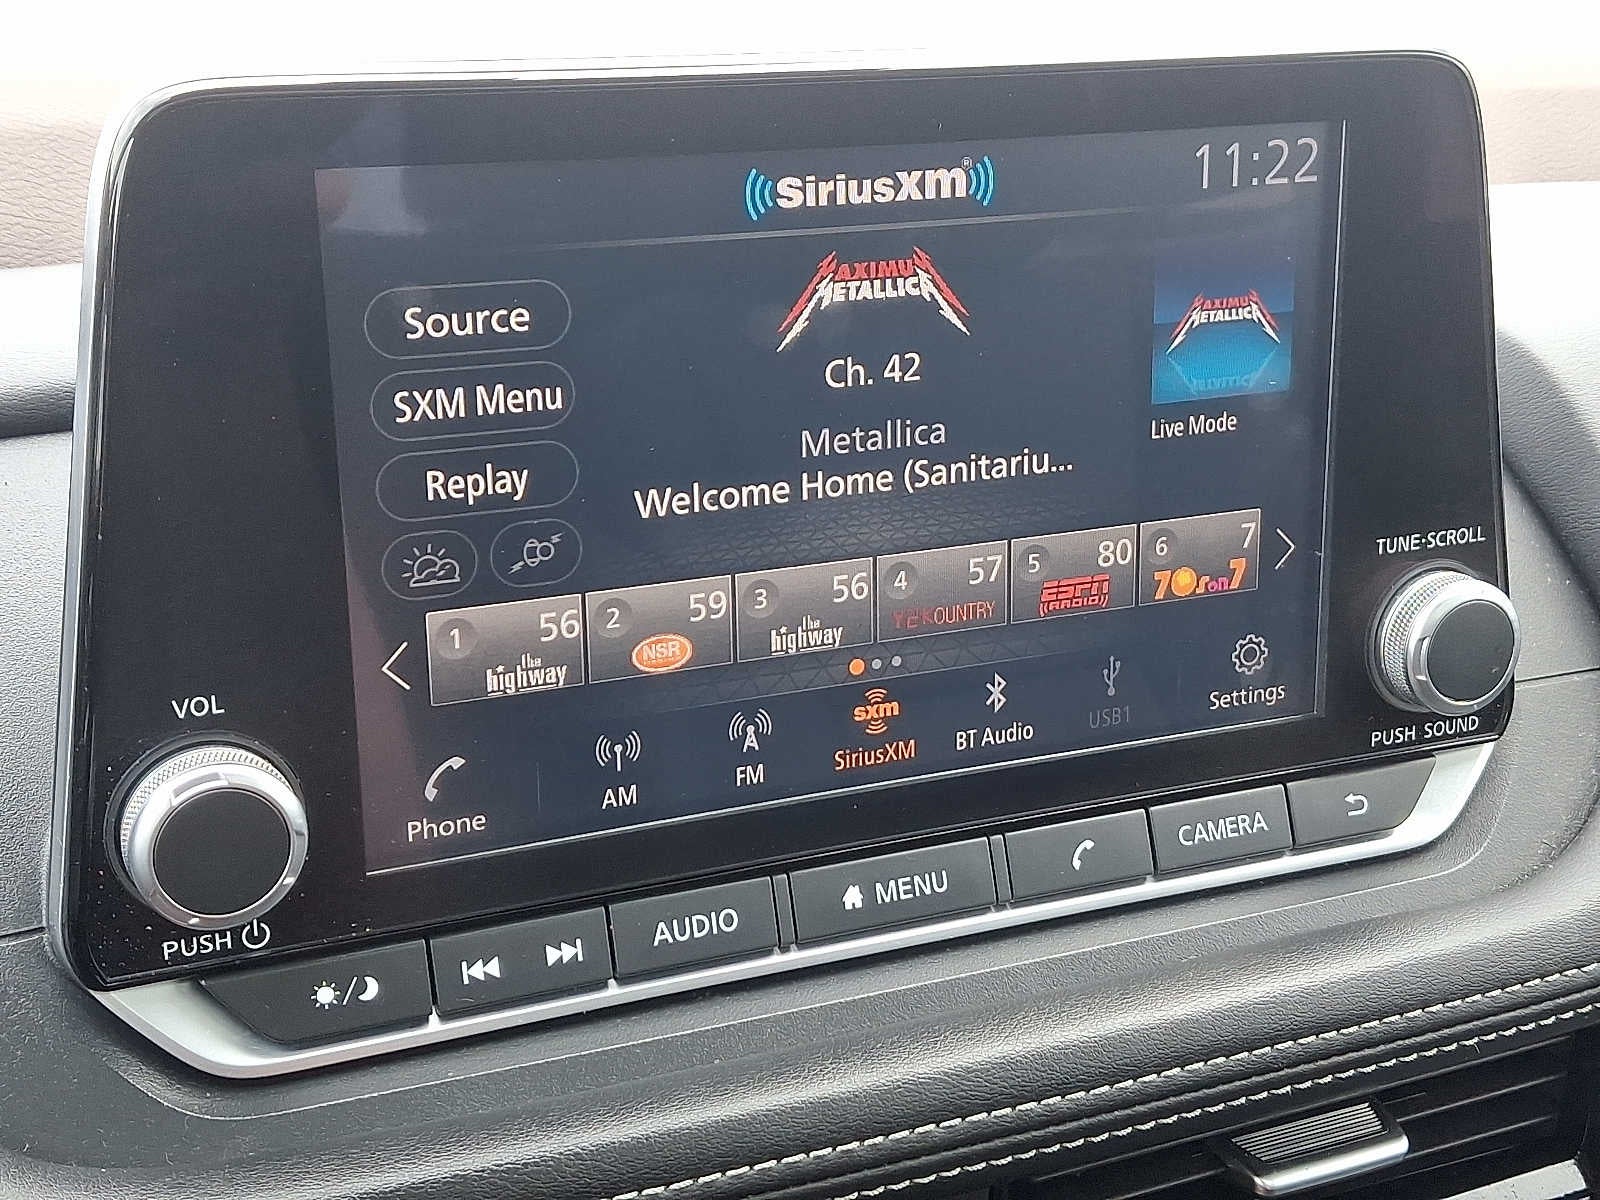 SiriusXM®
11:22
MAXIMUM
METALLICA
MAXIMUM
METALLICA
Source
Ch. 42
SXM Menu
Live Mode
Metallica
Welcome Home (Sanitariu...
Replay
1 56
the
highway
2 59
NSR
3 56
the
highway
4 57
Y2KOUNTRY
5 80
ESPN
RADIO
6 7
70s on 7
TUNE·SCROLL
PUSH SOUND
VOL
PUSH
Phone
AM
FM
sxm
SiriusXM
BT Audio
USB1
Settings
AUDIO
MENU
CAMERA